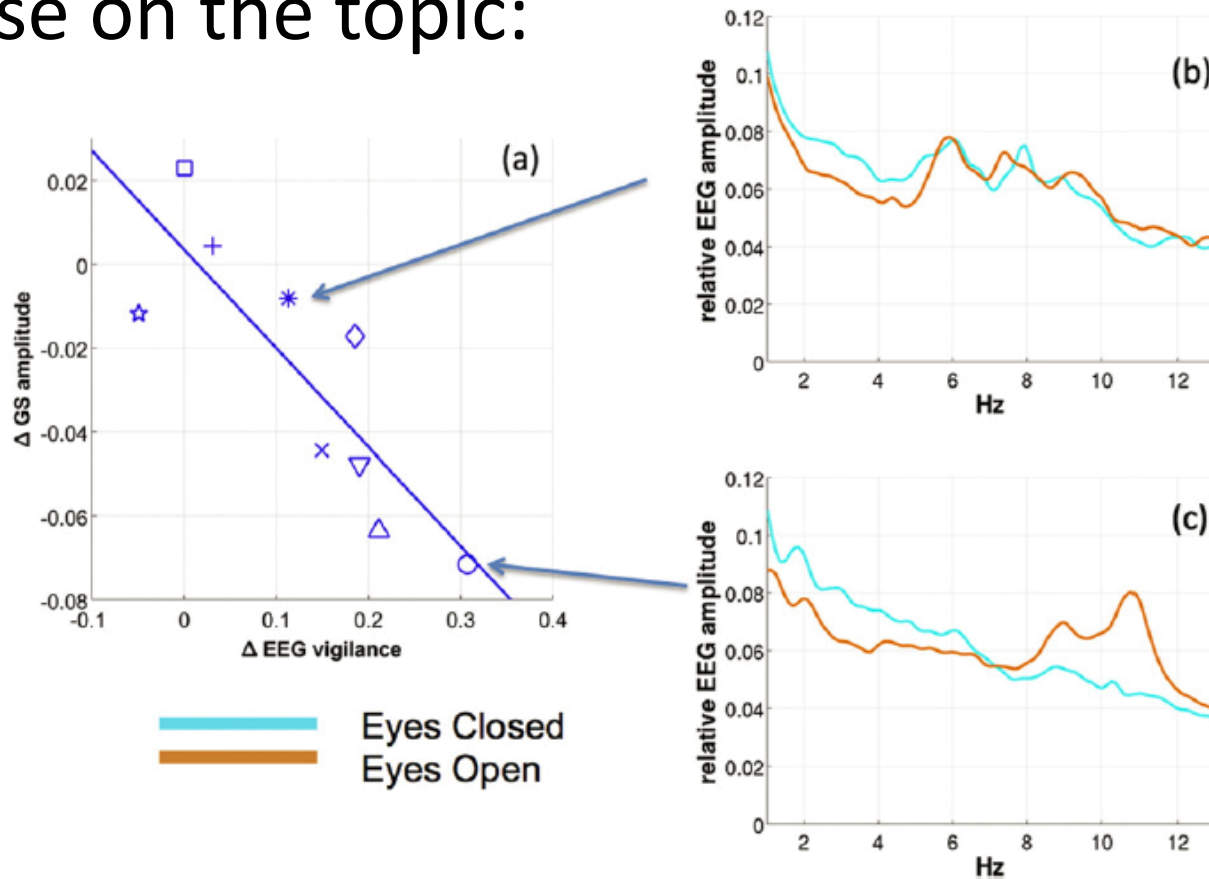 se on the topic:
(a)
0.02
0
-0.02
-0.04
-0.06
-0.08
-0.1 0 0.1 0.2 0.3 0.4
Δ GS amplitude
Δ EEG vigilance
Eyes Closed
Eyes Open
(b)
0.12
0.1
0.08
0.06
0.04
0.02
0
2 4 6 8 10 12
relative EEG amplitude
Hz
(c)
0.12
0.1
0.08
0.06
0.04
0.02
0
2 4 6 8 10 12
relative EEG amplitude
Hz